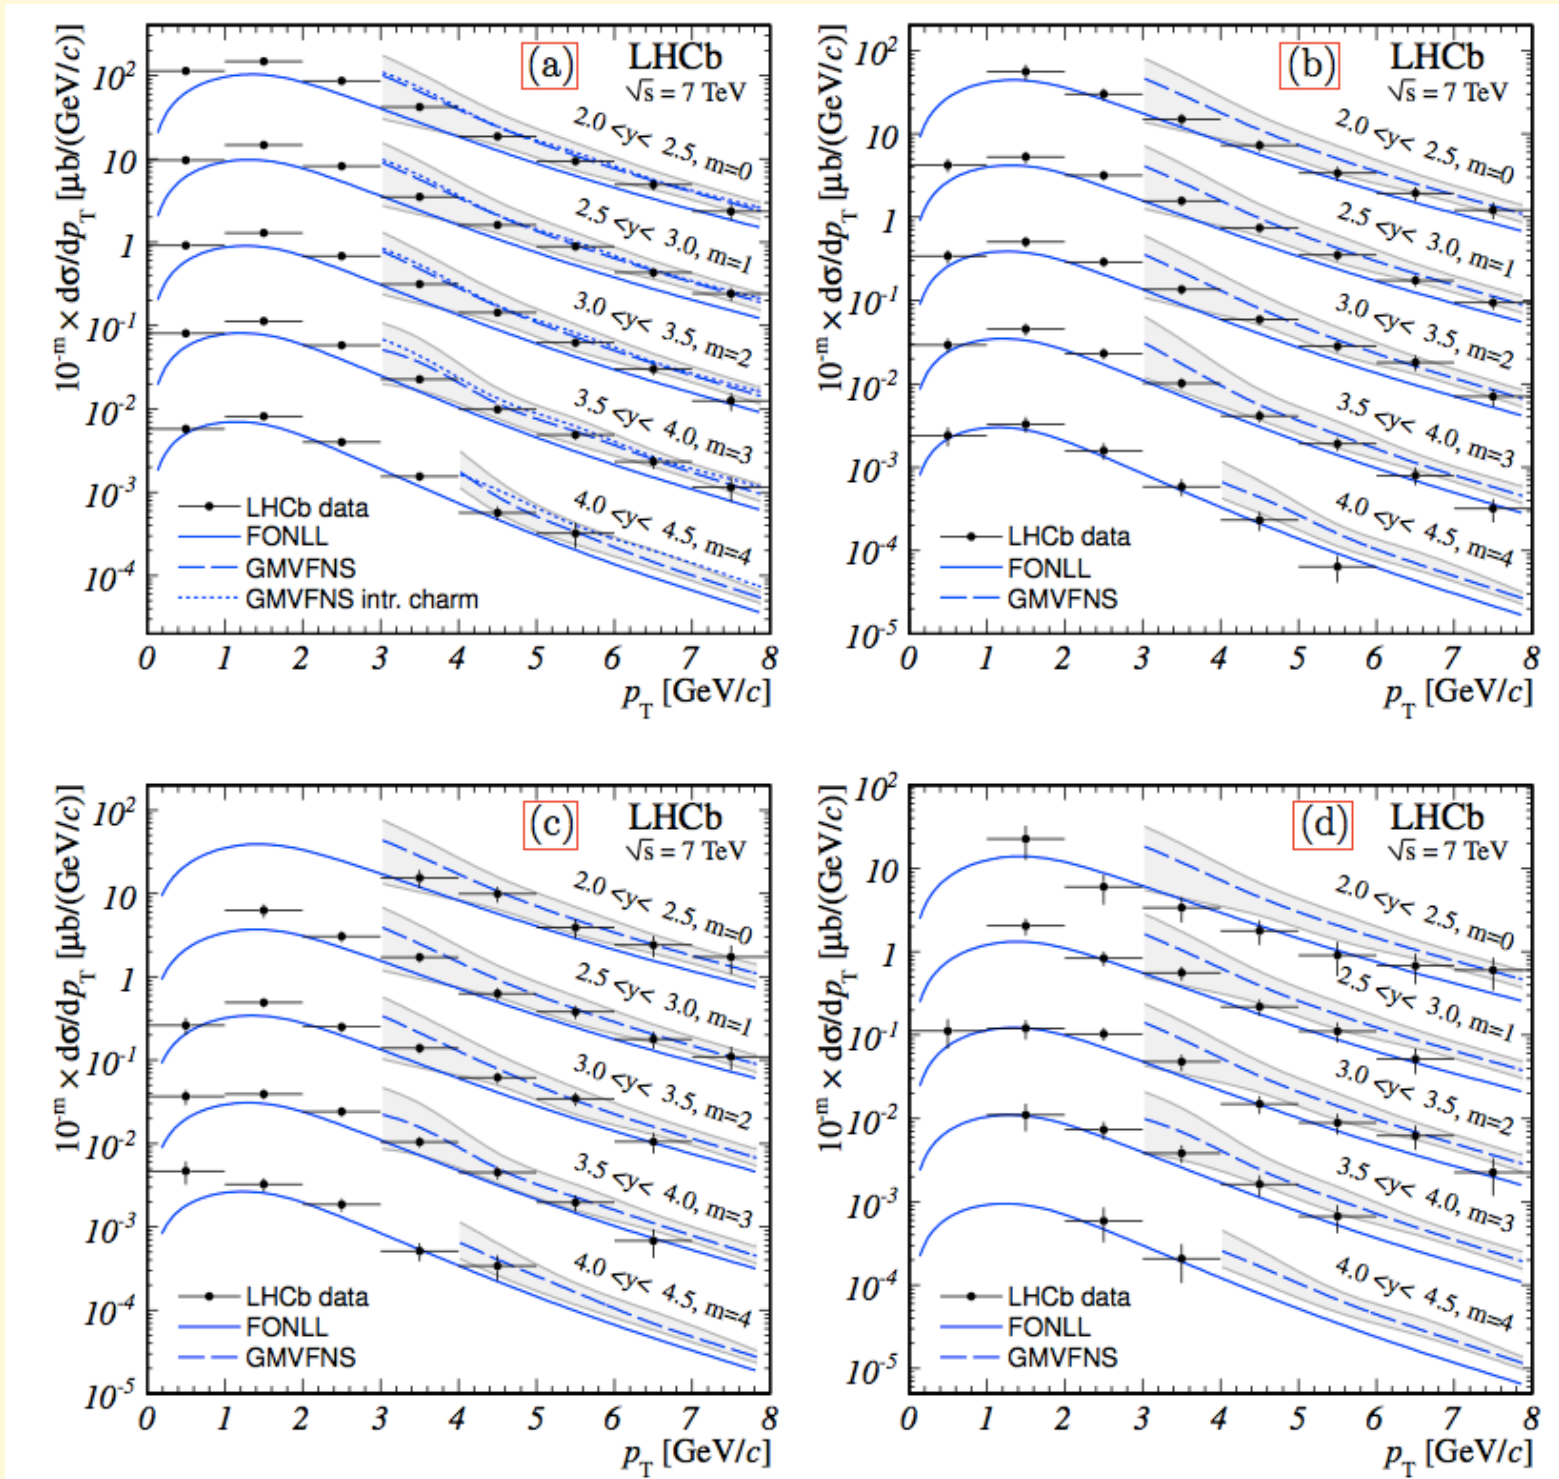 (a) LHCb
√s = 7 TeV
10^-m × dσ/dp_T [μb/(GeV/c)]
10^2
10
1
10^-1
10^-2
10^-3
10^-4
2.0 <y< 2.5, m=0
2.5 <y< 3.0, m=1
3.0 <y< 3.5, m=2
3.5 <y< 4.0, m=3
4.0 <y< 4.5, m=4
LHCb data
FONLL
GMVFNS
GMVFNS intr. charm
0 1 2 3 4 5 6 7 8
p_T [GeV/c]
(b) LHCb
√s = 7 TeV
10^-m × dσ/dp_T [μb/(GeV/c)]
10^2
10
1
10^-1
10^-2
10^-3
10^-4
10^-5
2.0 <y< 2.5, m=0
2.5 <y< 3.0, m=1
3.0 <y< 3.5, m=2
3.5 <y< 4.0, m=3
4.0 <y< 4.5, m=4
LHCb data
FONLL
GMVFNS
0 1 2 3 4 5 6 7 8
p_T [GeV/c]
(c) LHCb
√s = 7 TeV
10^-m × dσ/dp_T [μb/(GeV/c)]
10^2
10
1
10^-1
10^-2
10^-3
10^-4
10^-5
2.0 <y< 2.5, m=0
2.5 <y< 3.0, m=1
3.0 <y< 3.5, m=2
3.5 <y< 4.0, m=3
4.0 <y< 4.5, m=4
LHCb data
FONLL
GMVFNS
0 1 2 3 4 5 6 7 8
p_T [GeV/c]
(d) LHCb
√s = 7 TeV
10^-m × dσ/dp_T [μb/(GeV/c)]
10^2
10
1
10^-1
10^-2
10^-3
10^-4
10^-5
2.0 <y< 2.5, m=0
2.5 <y< 3.0, m=1
3.0 <y< 3.5, m=2
3.5 <y< 4.0, m=3
4.0 <y< 4.5, m=4
LHCb data
FONLL
GMVFNS
0 1 2 3 4 5 6 7 8
p_T [GeV/c]